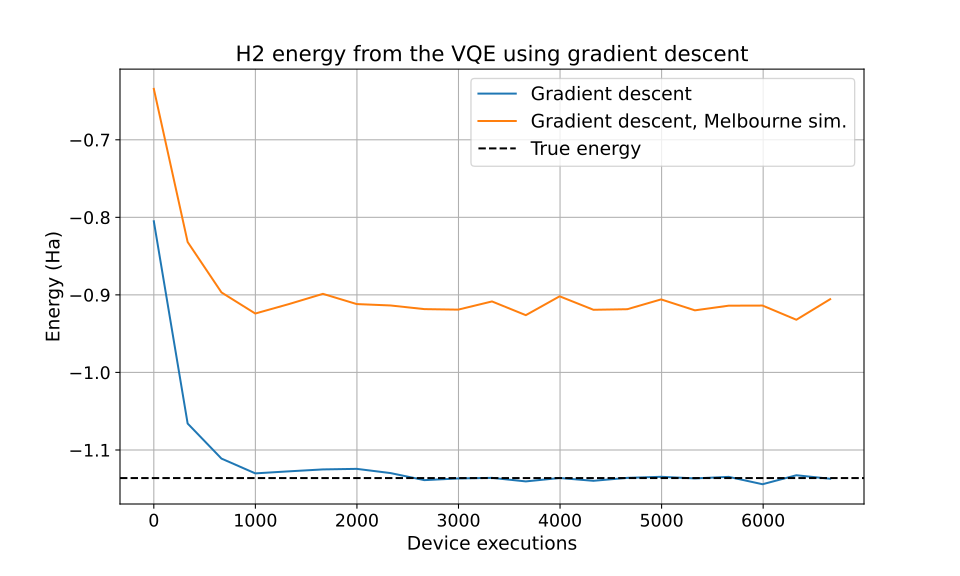 H2 energy from the VQE using gradient descent
Gradient descent
Gradient descent, Melbourne sim.
True energy
Energy (Ha)
−0.7
−0.8
−0.9
−1.0
−1.1
0 1000 2000 3000 4000 5000 6000
Device executions